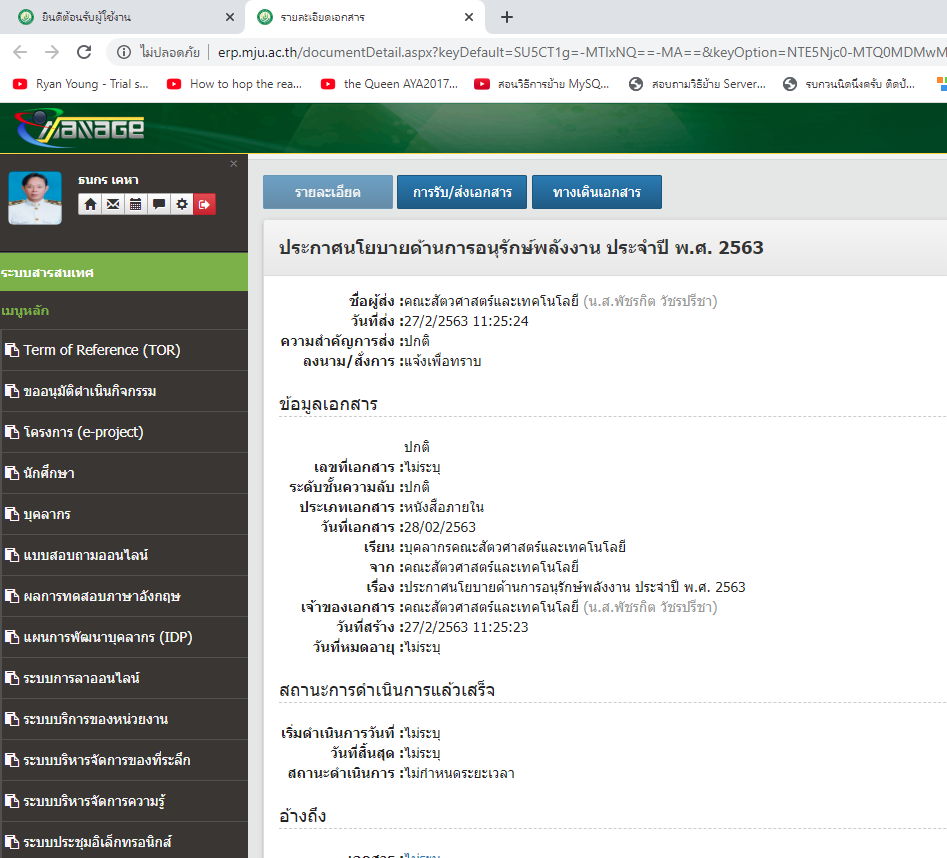 ยินดีต้อนรับผู้ใช้งาน
รายละเอียดเอกสาร
ไม่ปลอดภัย
erp.mju.ac.th/documentDetail.aspx?keyDefault=SU5CT1g=-MTIxNQ==-MA==&keyOption=NTE5Njc0-MTQ0MDMwM
Ryan Young - Trial s...
How to hop the rea...
the Queen AYA2017...
สอนวิธีการย้าย MySQ...
สอบถามวิธีย้าย Server...
รบกวนนิดนึงครับ ติดปั...
Manage
ธนกร เคหา
รายละเอียด
การรับ/ส่งเอกสาร
ทางเดินเอกสาร
ระบบสารสนเทศ
เมนูหลัก
Term of Reference (TOR)
ขออนุมัติดำเนินกิจกรรม
โครงการ (e-project)
นักศึกษา
บุคลากร
แบบสอบถามออนไลน์
ผลการทดสอบภาษาอังกฤษ
แผนการพัฒนาบุคลากร (IDP)
ระบบการลาออนไลน์
ระบบบริการของหน่วยงาน
ระบบบริหารจัดการของที่ระลึก
ระบบบริหารจัดการความรู้
ระบบประชุมอิเล็กทรอนิกส์
ประกาศนโยบายด้านการอนุรักษ์พลังงาน ประจำปี พ.ศ. 2563
ชื่อผู้ส่ง :คณะสัตวศาสตร์และเทคโนโลยี (น.ส.พัชรกิต วัชรปรีชา)
วันที่ส่ง :27/2/2563 11:25:24
ความสำคัญการส่ง :ปกติ
ลงนาม/สั่งการ :แจ้งเพื่อทราบ
ข้อมูลเอกสาร
ปกติ
เลขที่เอกสาร :ไม่ระบุ
ระดับชั้นความลับ :ปกติ
ประเภทเอกสาร :หนังสือภายใน
วันที่เอกสาร :28/02/2563
เรียน :บุคลากรคณะสัตวศาสตร์และเทคโนโลยี
จาก :คณะสัตวศาสตร์และเทคโนโลยี
เรื่อง :ประกาศนโยบายด้านการอนุรักษ์พลังงาน ประจำปี พ.ศ. 2563
เจ้าของเอกสาร :คณะสัตวศาสตร์และเทคโนโลยี (น.ส.พัชรกิต วัชรปรีชา)
วันที่สร้าง :27/2/2563 11:25:23
วันที่หมดอายุ :ไม่ระบุ
สถานะการดำเนินการแล้วเสร็จ
เริ่มดำเนินการวันที่ :ไม่ระบุ
วันที่สิ้นสุด :ไม่ระบุ
สถานะดำเนินการ :ไม่กำหนดระยะเวลา
อ้างถึง
เอกสาร :ไม่ระบุ